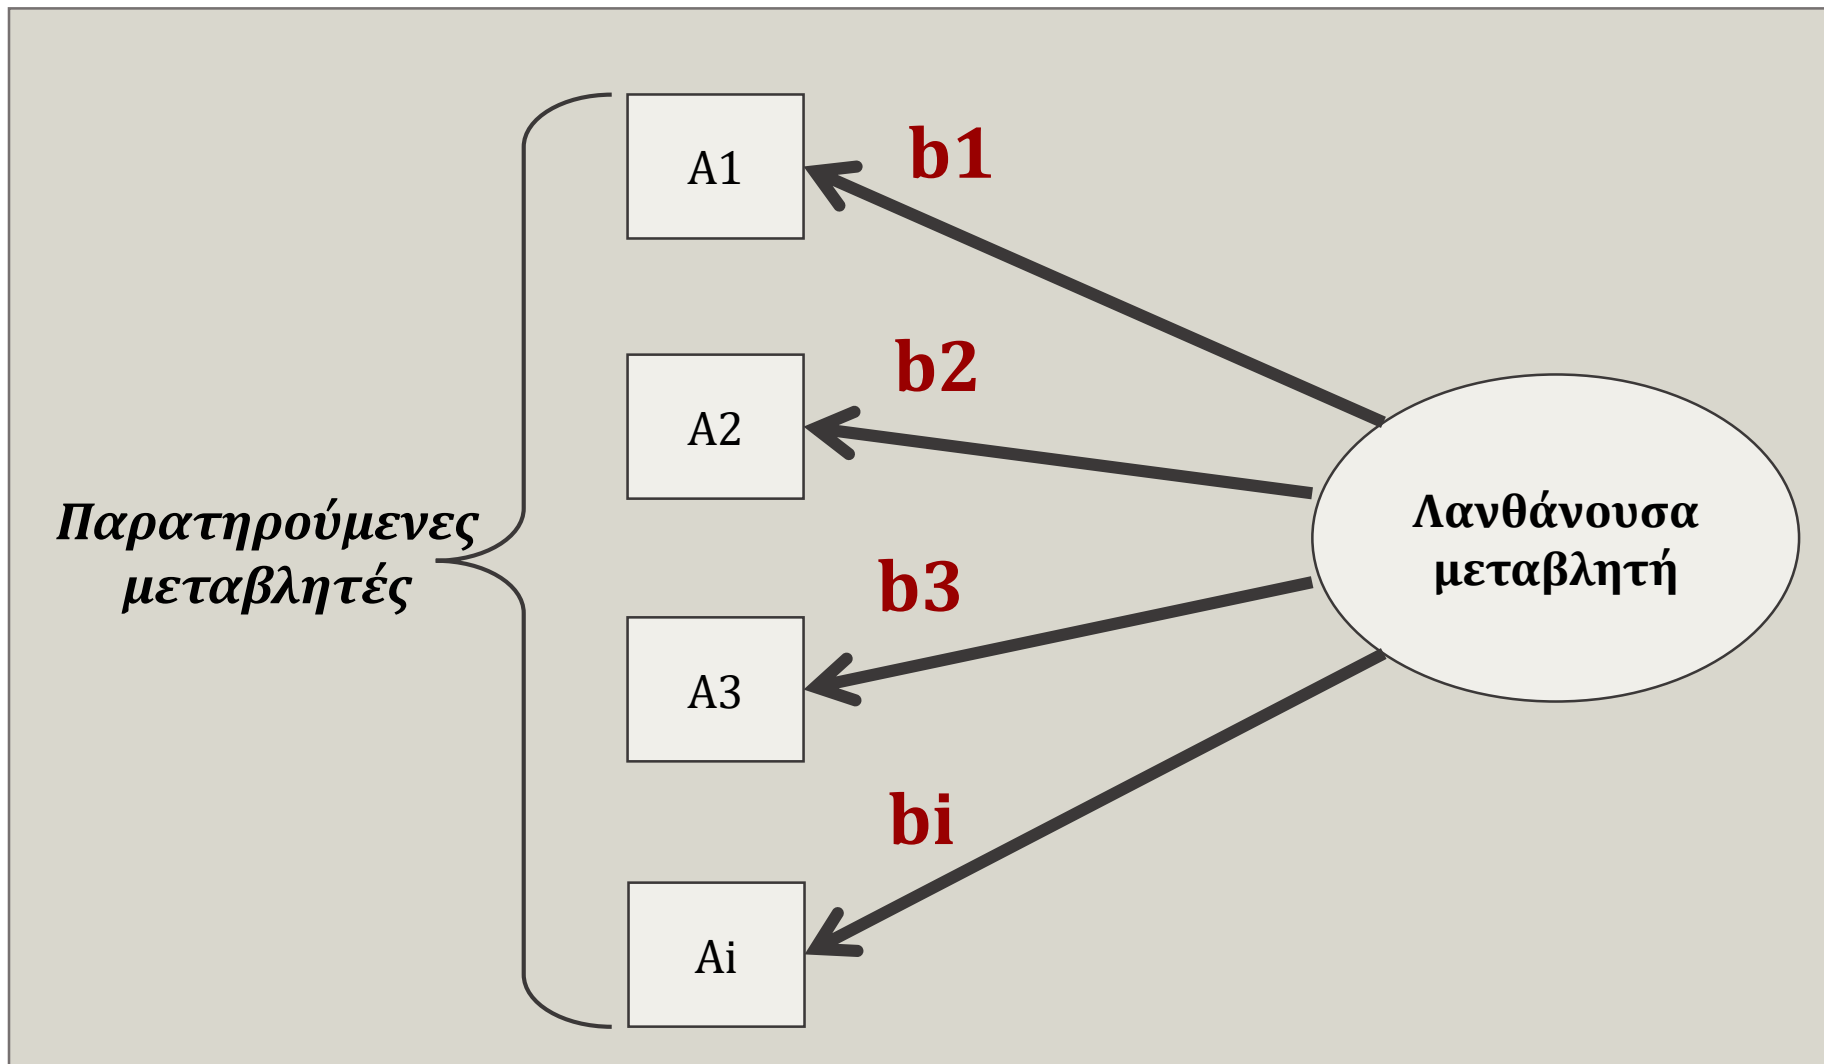 A1
b1
A2
b2
Παρατηρούμενες
μεταβλητές
Λανθάνουσα
μεταβλητή
A3
b3
Ai
bi